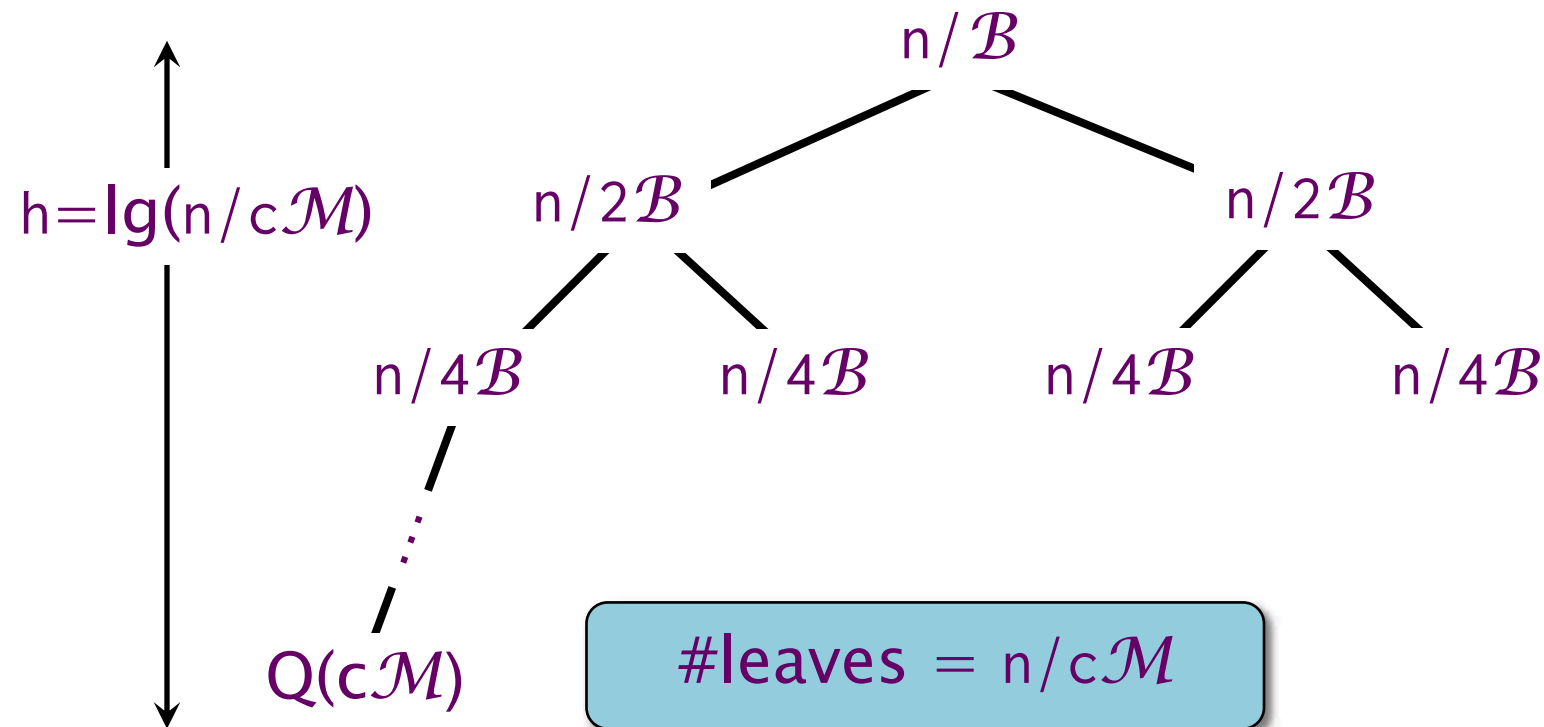 n/ℬ
h=lg(n/cℳ)
n/2ℬ n/2ℬ
n/4ℬ n/4ℬ n/4ℬ n/4ℬ
⋰
Q(cℳ)
#leaves = n/cℳ